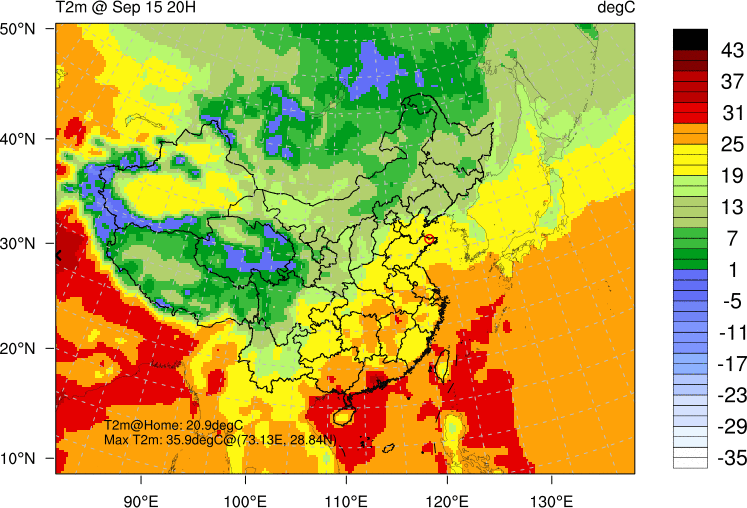 T2m @ Sep 15 20H
degC
50°N
40°N
30°N
20°N
10°N
90°E
100°E
110°E
120°E
130°E
T2m@Home: 20.9degC
Max T2m: 35.9degC@(73.13E, 28.84N)
43
37
31
25
19
13
7
1
-5
-11
-17
-23
-29
-35